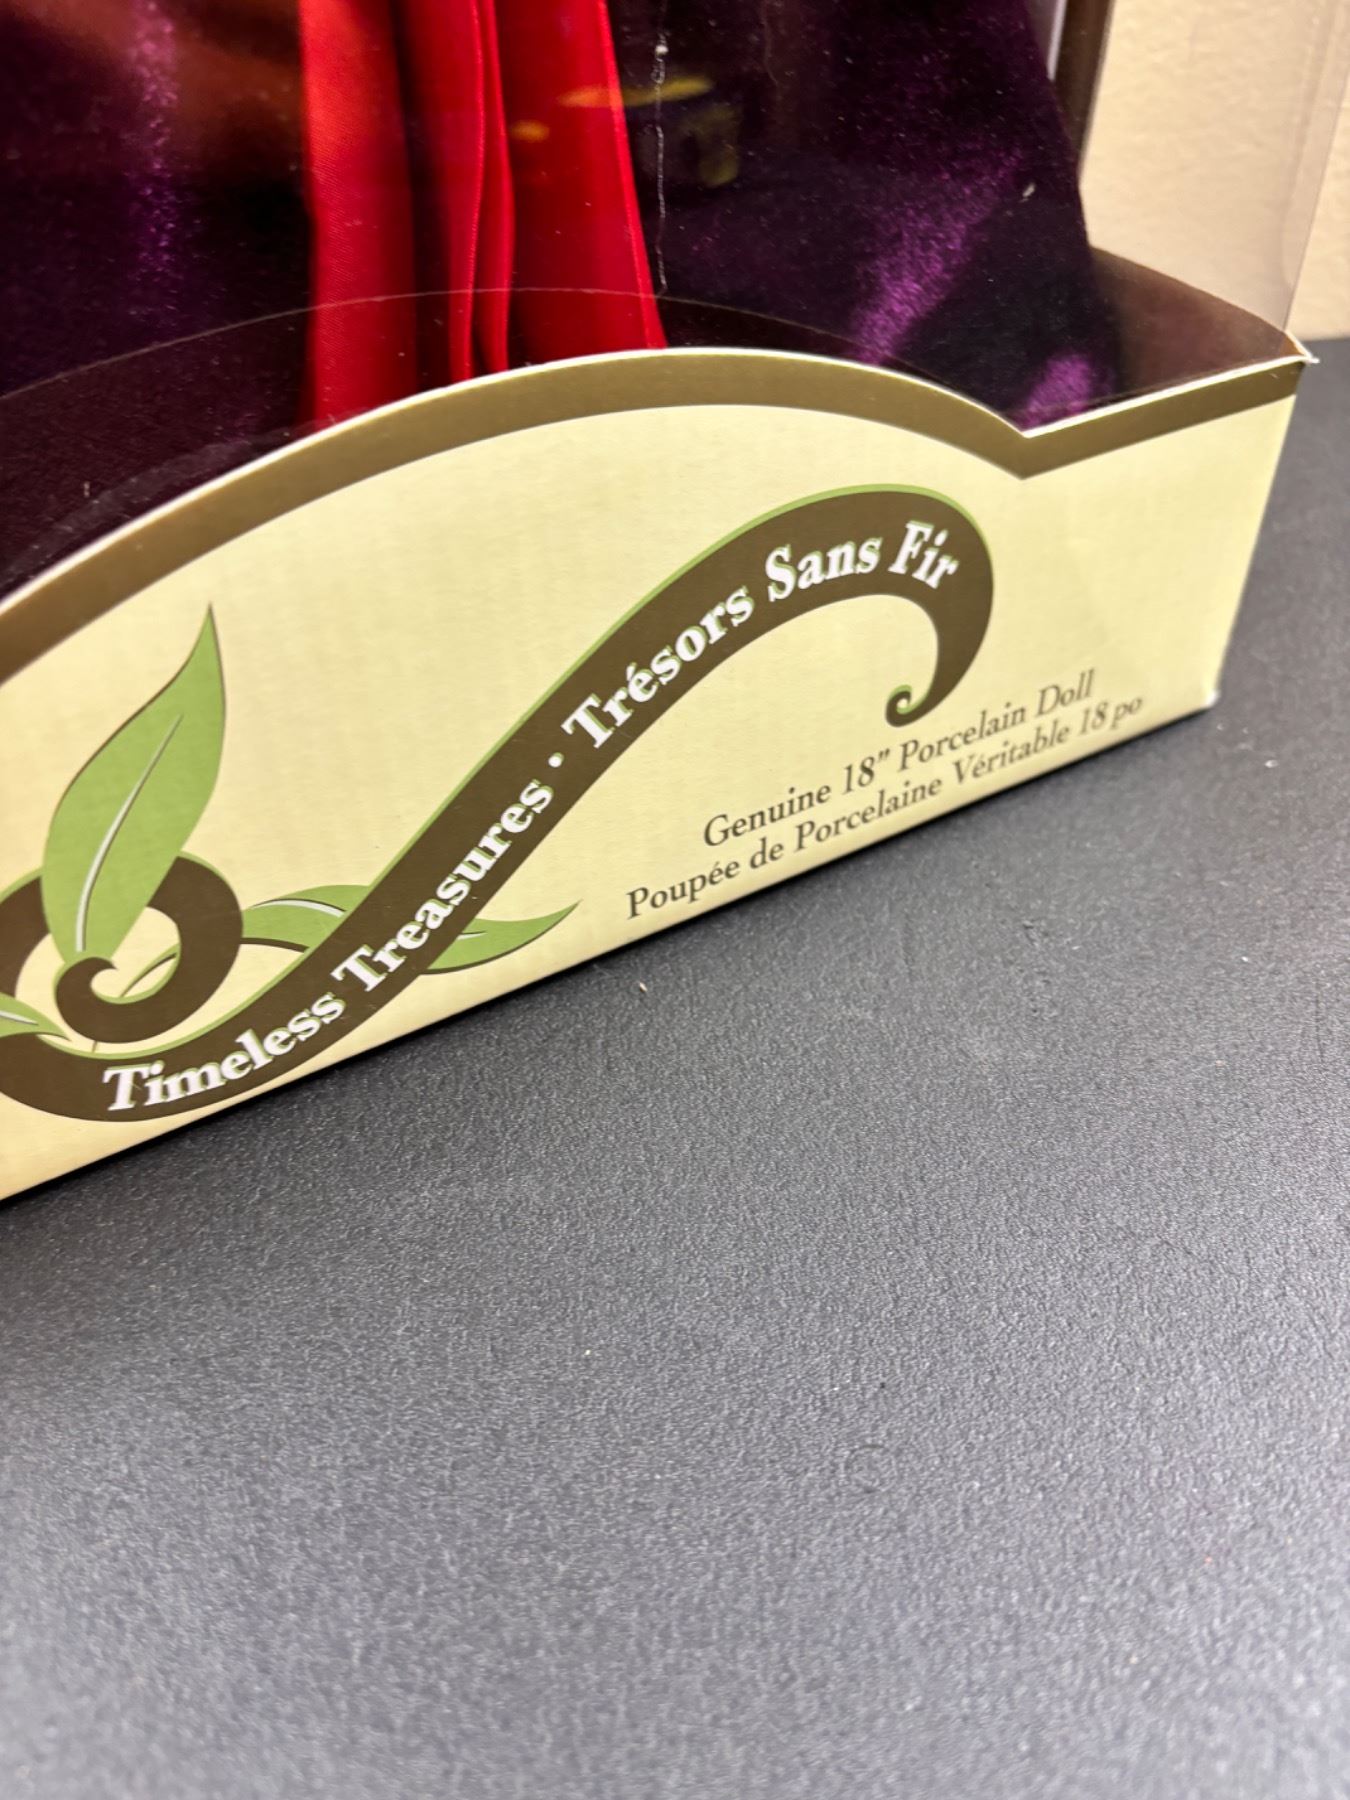 Timeless Treasures · Trésors Sans Fir
Genuine 18" Porcelain Doll
Poupée de Porcelaine Véritable 18 po